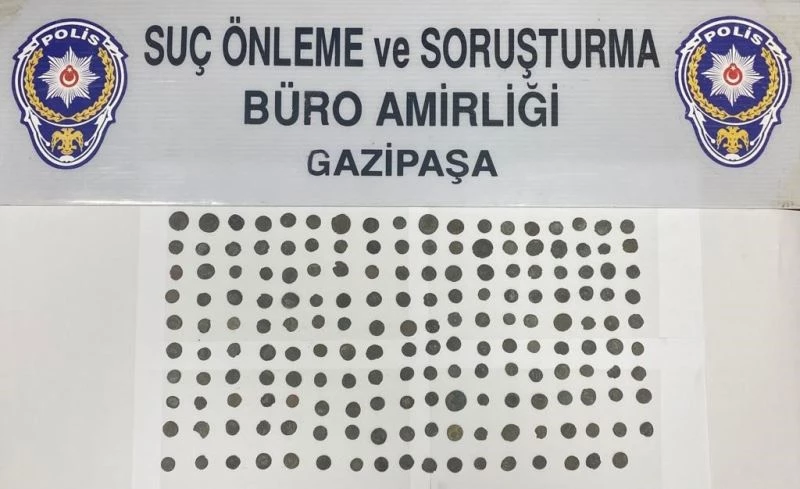 POLİS
SUÇ ÖNLEME ve SORUŞTURMA
BÜRO AMİRLİĞİ
GAZİPAŞA
POLİS